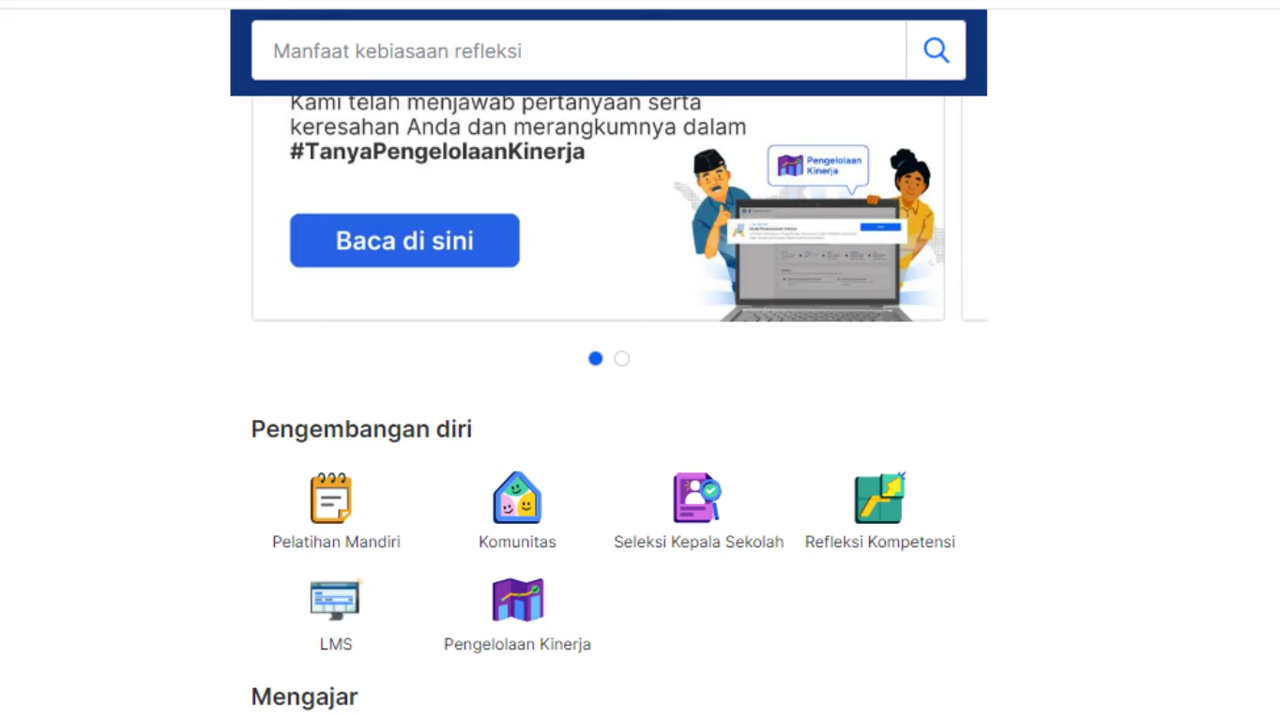 Manfaat kebiasaan refleksi
Kami telah menjawab pertanyaan serta
keresahan Anda dan merangkumnya dalam
#TanyaPengelolaanKinerja
Pengelolaan
Kinerja
Baca di sini
Pengembangan diri
Pelatihan Mandiri
Komunitas
Seleksi Kepala Sekolah
Refleksi Kompetensi
LMS
Pengelolaan Kinerja
Mengajar